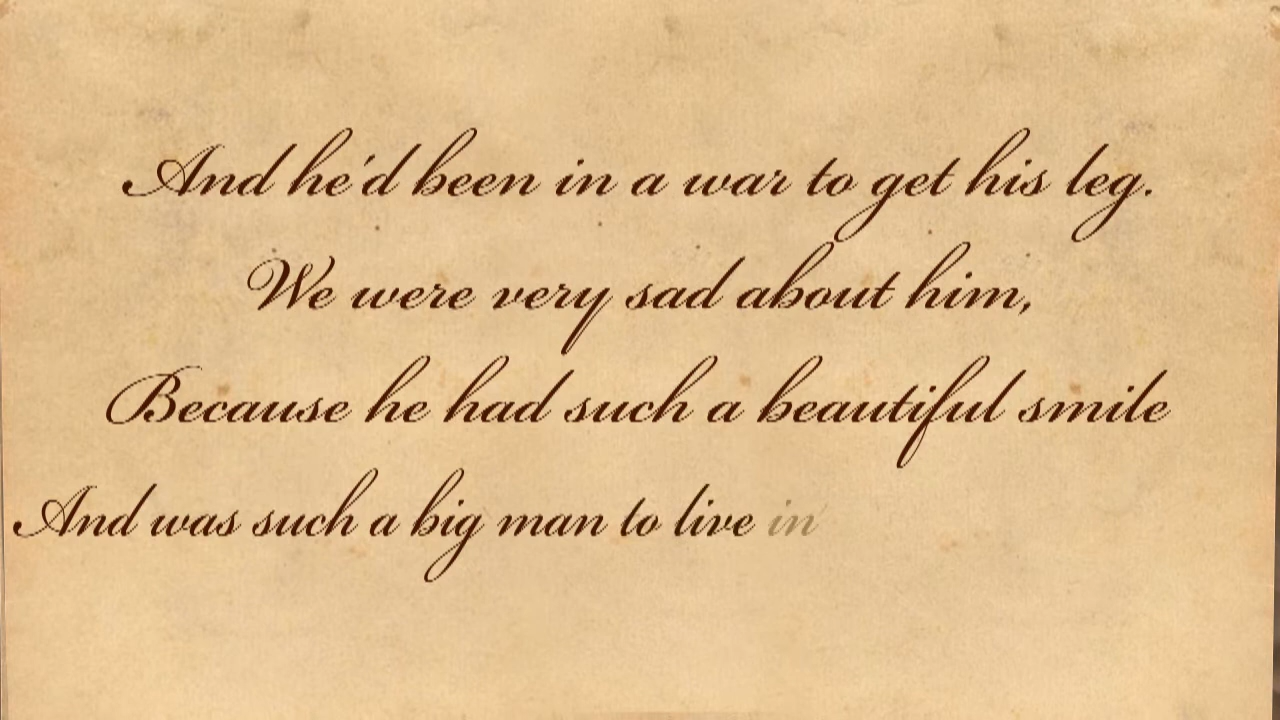 And he'd been in a war to get his leg.
We were very sad about him,
Because he had such a beautiful smile
And was such a big man to live in